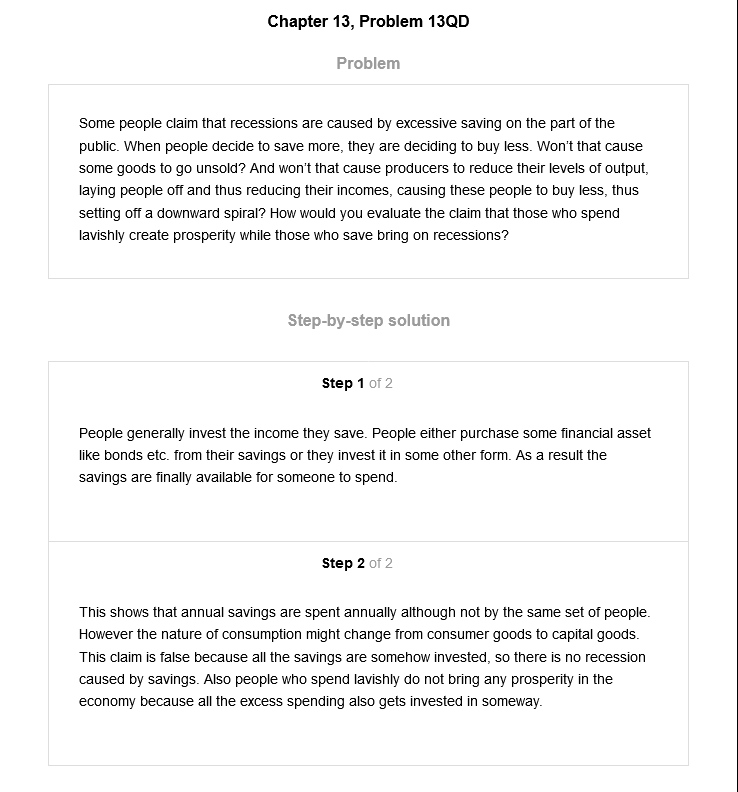 Chapter 13, Problem 13QD
Problem
Some people claim that recessions are caused by excessive saving on the part of the
public. When people decide to save more, they are deciding to buy less. Won't that cause
some goods to go unsold? And won't that cause producers to reduce their levels of output,
laying people off and thus reducing their incomes, causing these people to buy less, thus
setting off a downward spiral? How would you evaluate the claim that those who spend
lavishly create prosperity while those who save bring on recessions?
Step-by-step solution
Step 1 of 2
People generally invest the income they save. People either purchase some financial asset
like bonds etc. from their savings or they invest it in some other form. As a result the
savings are finally available for someone to spend.
Step 2 of 2
This shows that annual savings are spent annually although not by the same set of people.
However the nature of consumption might change from consumer goods to capital goods.
This claim is false because all the savings are somehow invested, so there is no recession
caused by savings. Also people who spend lavishly do not bring any prosperity in the
economy because all the excess spending also gets invested in someway.